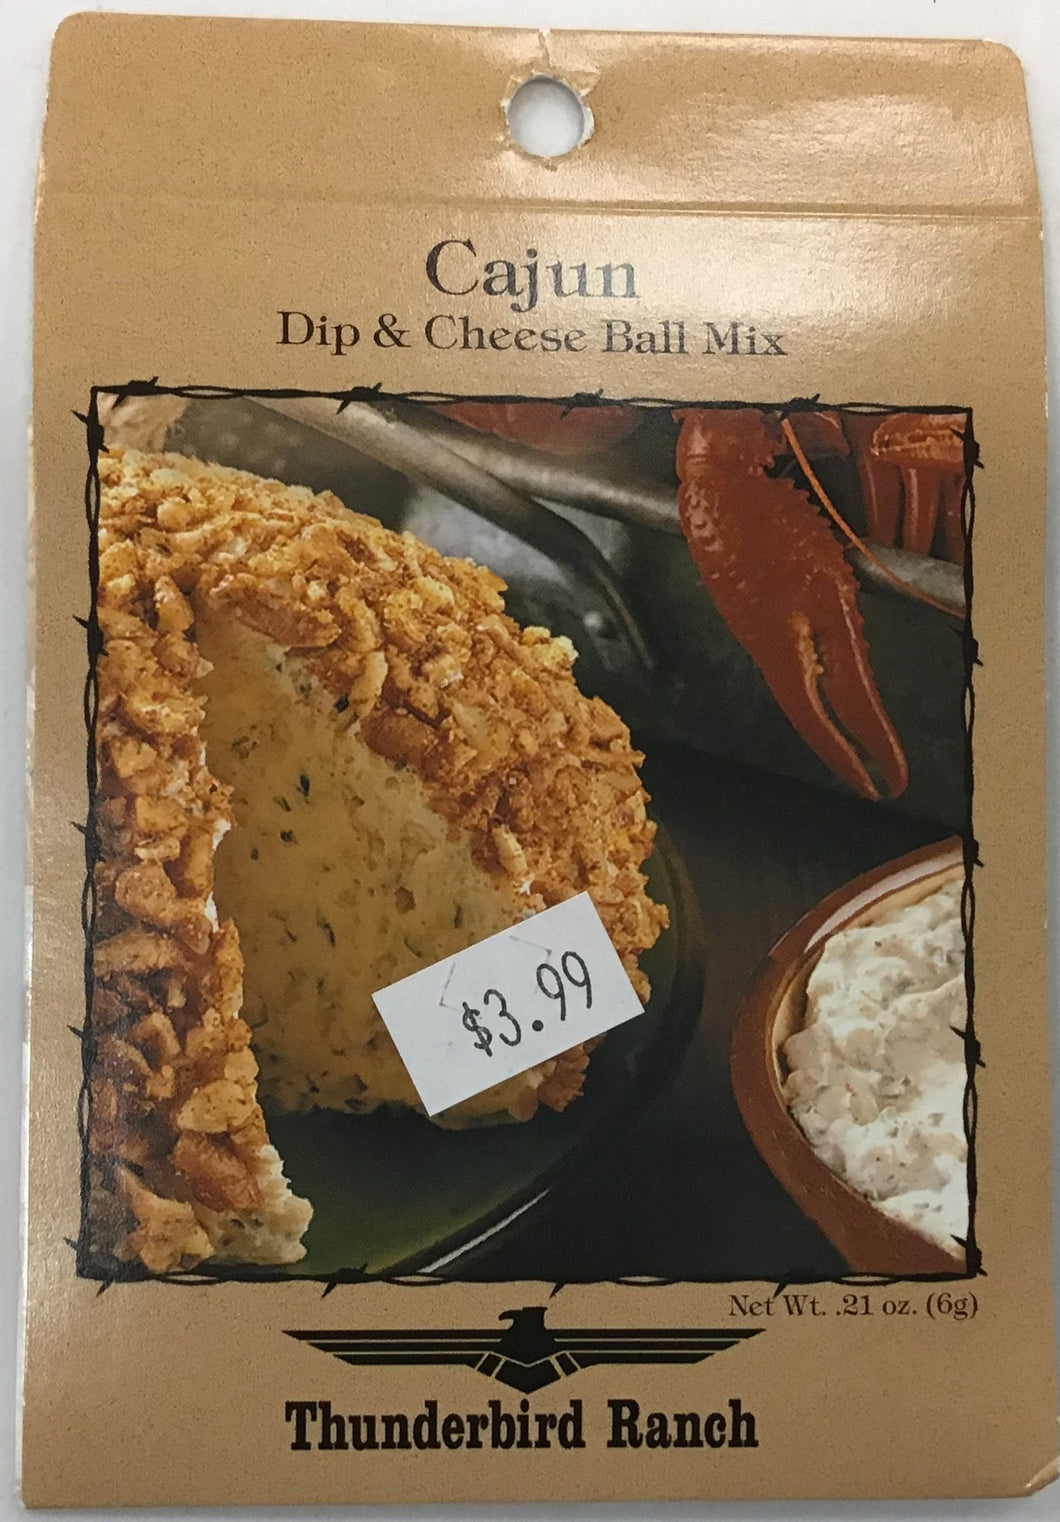 Cajun
Dip & Cheese Ball Mix
$3.99
Net Wt. .21 oz. (6g)
Thunderbird Ranch